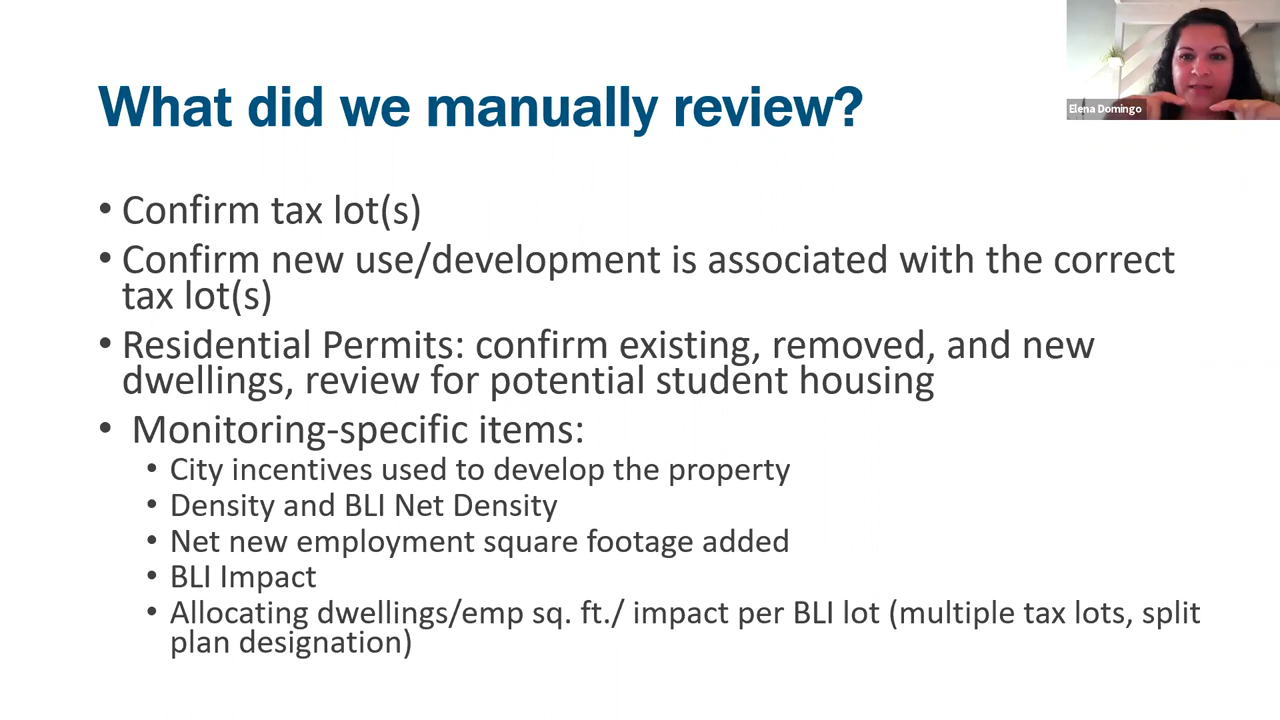 What did we manually review?
Elena Domingo
• Confirm tax lot(s)
• Confirm new use/development is associated with the correct
tax lot(s)
• Residential Permits: confirm existing, removed, and new
dwellings, review for potential student housing
• Monitoring-specific items:
• City incentives used to develop the property
• Density and BLI Net Density
• Net new employment square footage added
• BLI Impact
• Allocating dwellings/emp sq. ft./ impact per BLI lot (multiple tax lots, split
plan designation)